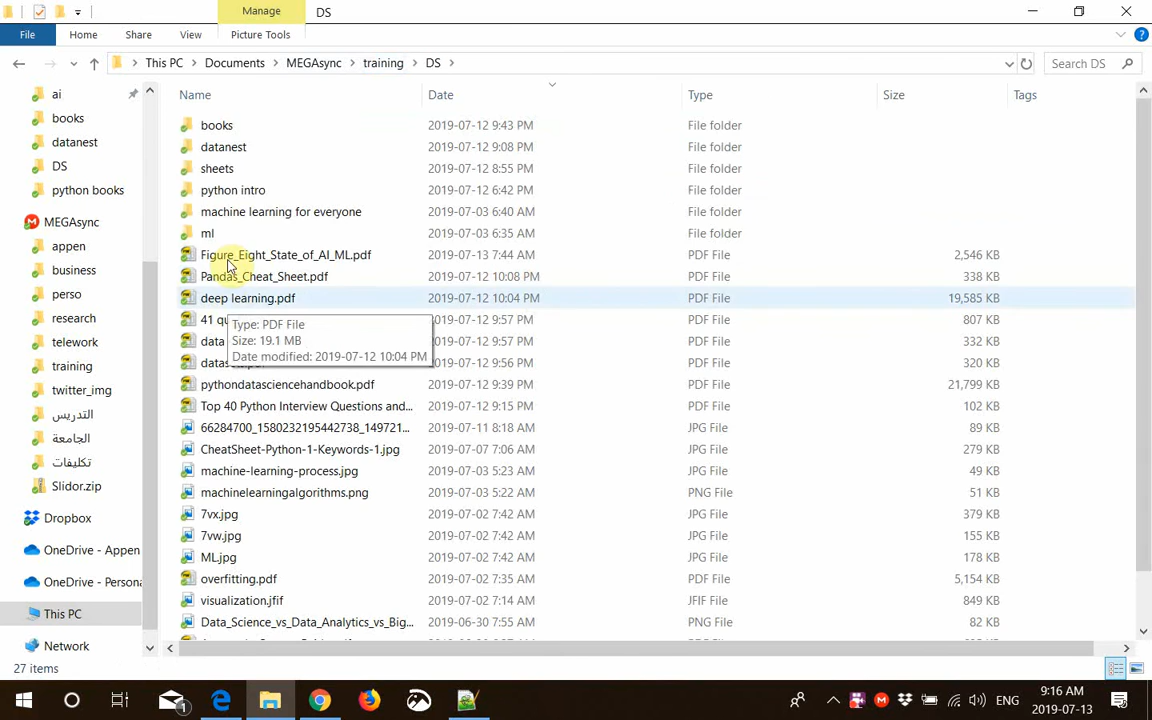 Manage
DS
File
Home
Share
View
Picture Tools
This PC
Documents
MEGAsync
training
DS
Search DS
Name
Date
Type
Size
Tags
ai
books
datanest
DS
python books
MEGAsync
appen
business
perso
research
telework
training
twitter_img
التدريس
الجامعة
تكليفات
Slidor.zip
Dropbox
OneDrive - Appen
OneDrive - Persona
This PC
Network
books 2019-07-12 9:43 PM File folder
datanest 2019-07-12 9:08 PM File folder
sheets 2019-07-12 8:55 PM File folder
python intro 2019-07-12 6:42 PM File folder
machine learning for everyone 2019-07-03 6:40 AM File folder
ml 2019-07-03 6:35 AM File folder
Figure_Eight_State_of_AI_ML.pdf 2019-07-13 7:44 AM PDF File 2,546 KB
Pandas_Cheat_Sheet.pdf 2019-07-12 10:08 PM PDF File 338 KB
deep learning.pdf 2019-07-12 10:04 PM PDF File 19,585 KB
41 qu 2019-07-12 9:57 PM PDF File 807 KB
data 2019-07-12 9:57 PM PDF File 332 KB
2019-07-12 9:56 PM PDF File 320 KB
Type: PDF File
Size: 19.1 MB
Date modified: 2019-07-12 10:04 PM
pythondatasciencehandbook.pdf 2019-07-12 9:39 PM PDF File 21,799 KB
Top 40 Python Interview Questions and... 2019-07-12 9:15 PM PDF File 102 KB
66284700_1580232195442738_149721... 2019-07-11 8:18 AM JPG File 89 KB
CheatSheet-Python-1-Keywords-1.jpg 2019-07-07 7:06 AM JPG File 279 KB
machine-learning-process.jpg 2019-07-03 5:23 AM JPG File 49 KB
machinelearningalgorithms.png 2019-07-03 5:22 AM PNG File 51 KB
7vx.jpg 2019-07-02 7:42 AM JPG File 379 KB
7vw.jpg 2019-07-02 7:42 AM JPG File 155 KB
ML.jpg 2019-07-02 7:42 AM JPG File 178 KB
overfitting.pdf 2019-07-02 7:35 AM PDF File 5,154 KB
visualization.jfif 2019-07-02 7:14 AM JFIF File 849 KB
Data_Science_vs_Data_Analytics_vs_Big... 2019-06-30 7:55 AM PNG File 82 KB
27 items
1
ENG
9:16 AM
2019-07-13